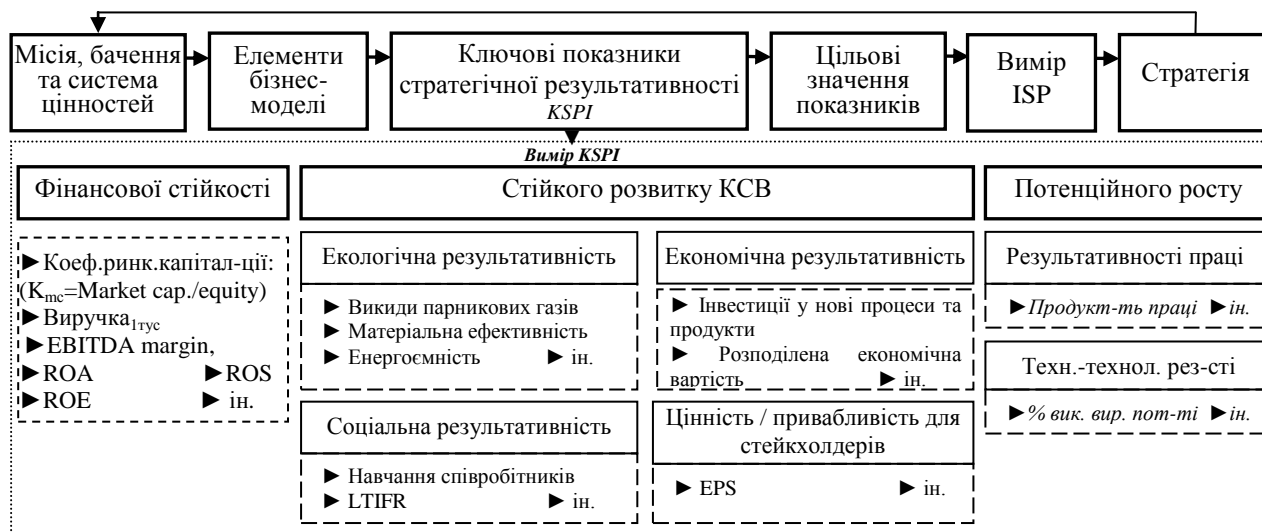 Місія, бачення
та система
цінностей
Елементи
бізнес-
моделі
Ключові показники
стратегічної результативності
KSPI
Цільові
значення
показників
Вимір
ISP
Стратегія
Вимір KSPI
Фінансової стійкості
Стійкого розвитку КСВ
Потенційного росту
►Коеф.ринк.капітал-ції:
(Kmc=Market cap./equity)
►Виручка1тус
►EBITDA margin,
►ROA ►ROS
►ROE ► ін.
Екологічна результативність
► Викиди парникових газів
►Матеріальна ефективність
►Енергоємність ► ін.
Соціальна результативність
► Навчання співробітників
►LTIFR ► ін.
Економічна результативність
► Інвестиції у нові процеси та
продукти
► Розподілена економічна
вартість ► ін.
Цінність / привабливість для
стейкхолдерів
► EPS ► ін.
Результативності праці
►Продукт-ть праці ►ін.
Техн.-технол. рез-сті
►% вик. вир. пот-ті ►ін.